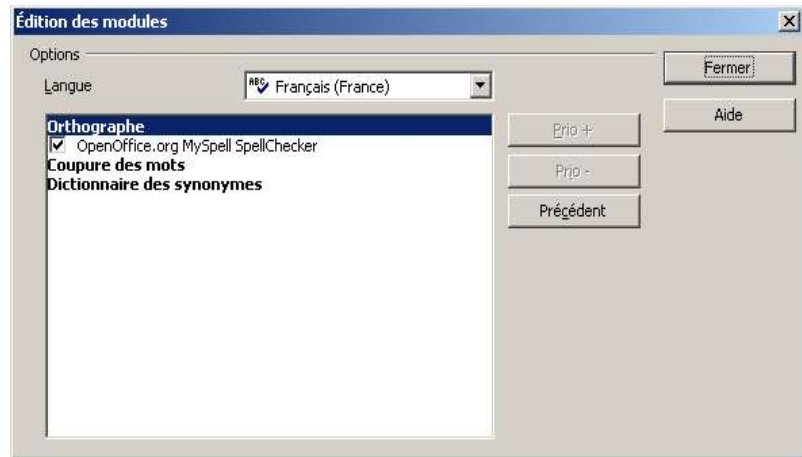 Édition des modules
Options
Fermer
Langue
ABC Français (France)
Aide
Orthographe
Prio +
OpenOffice.org MySpell SpellChecker
Coupure des mots
Prio -
Dictionnaire des synonymes
Précédent